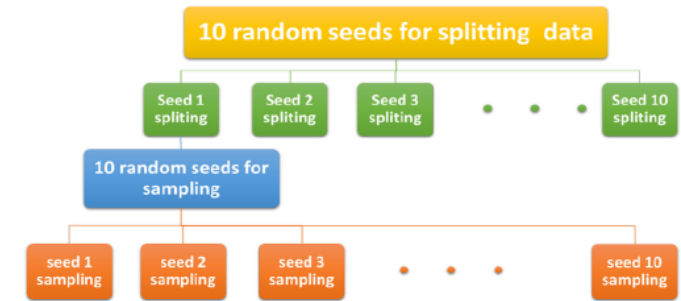 10 random seeds for splitting data
Seed 1
spliting
Seed 2
spliting
Seed 3
spliting
Seed 10
spliting
10 random seeds for
sampling
seed 1
sampling
seed 2
sampling
seed 3
sampling
seed 10
sampling